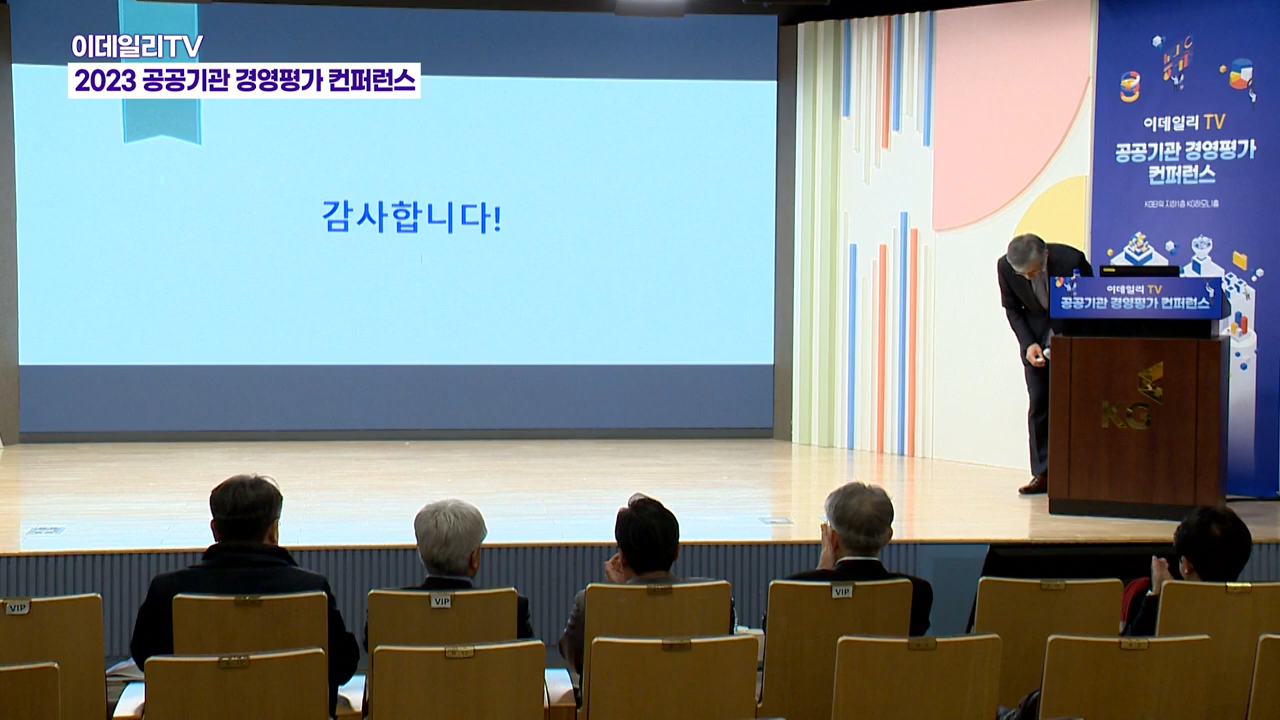 이데일리TV
2023 공공기관 경영평가 컨퍼런스
감사합니다!
이데일리 TV
공공기관 경영평가
컨퍼런스
이데일리 TV
공공기관 경영평가 컨퍼런스
KG
VIP
VIP
VIP